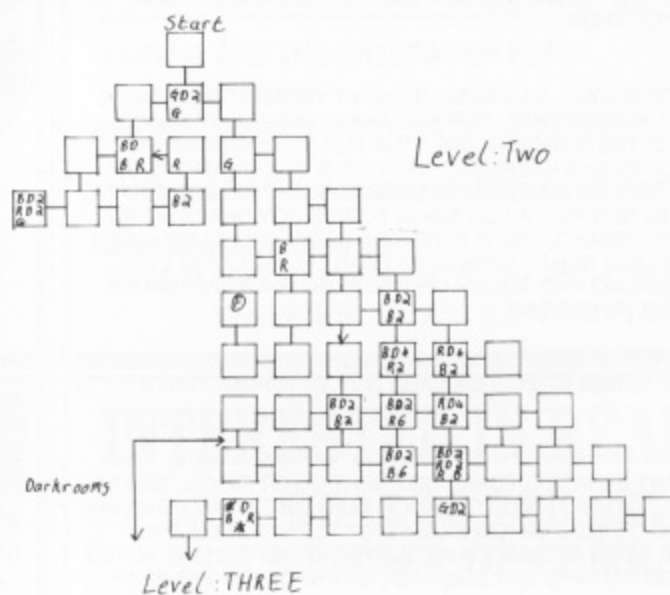 Start
GD2
G
Level:Two
BD
B R
R
G
BD2
RD2
G
B2
B
R
BD2
B2
BD4
R2
RD4
B2
BD2
B2
BD2
R6
RD4
B2
BD2
B6
BD2
RD2
R B
Darkrooms
D
B R
GD2
Level:THREE